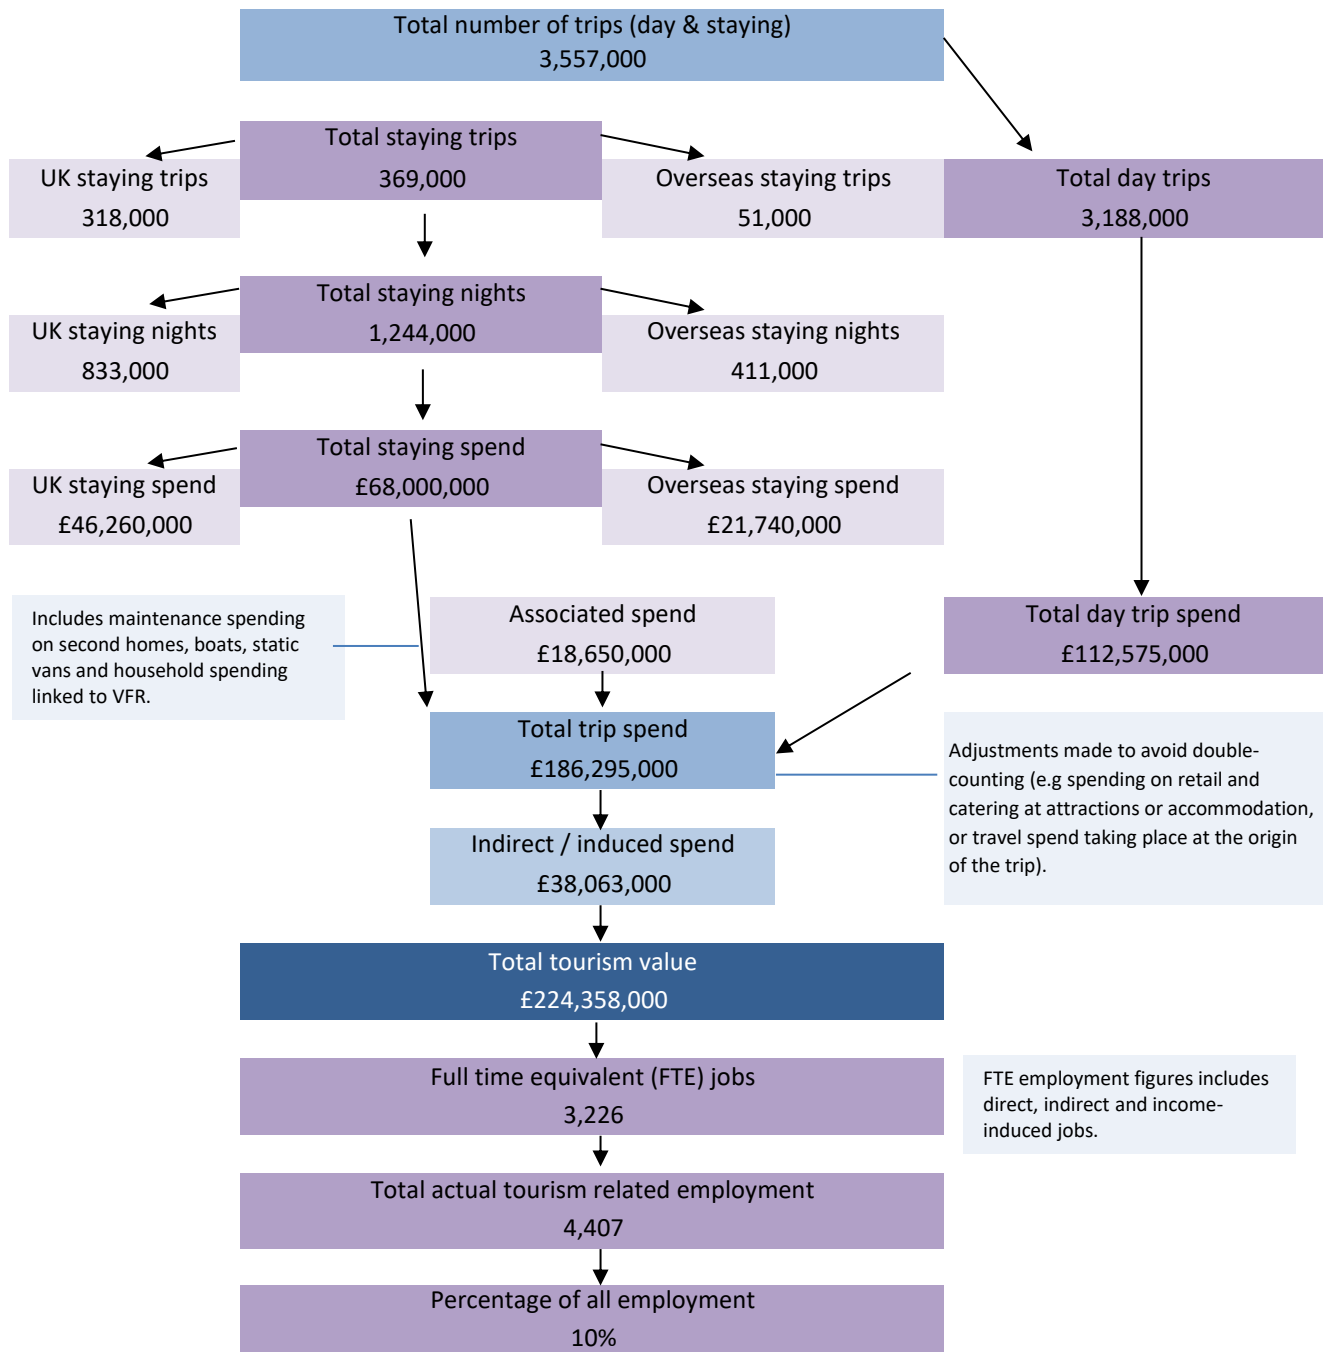 Total number of trips (day & staying)
3,557,000
Total staying trips
369,000
UK staying trips
318,000
Overseas staying trips
51,000
Total day trips
3,188,000
Total staying nights
1,244,000
UK staying nights
833,000
Overseas staying nights
411,000
Total staying spend
£68,000,000
UK staying spend
£46,260,000
Overseas staying spend
£21,740,000
Includes maintenance spending
on second homes, boats, static
vans and household spending
linked to VFR.
Associated spend
£18,650,000
Total day trip spend
£112,575,000
Total trip spend
£186,295,000
Adjustments made to avoid double-
counting (e.g spending on retail and
catering at attractions or accommodation,
or travel spend taking place at the origin
of the trip).
Indirect / induced spend
£38,063,000
Total tourism value
£224,358,000
Full time equivalent (FTE) jobs
3,226
FTE employment figures includes
direct, indirect and income-
induced jobs.
Total actual tourism related employment
4,407
Percentage of all employment
10%